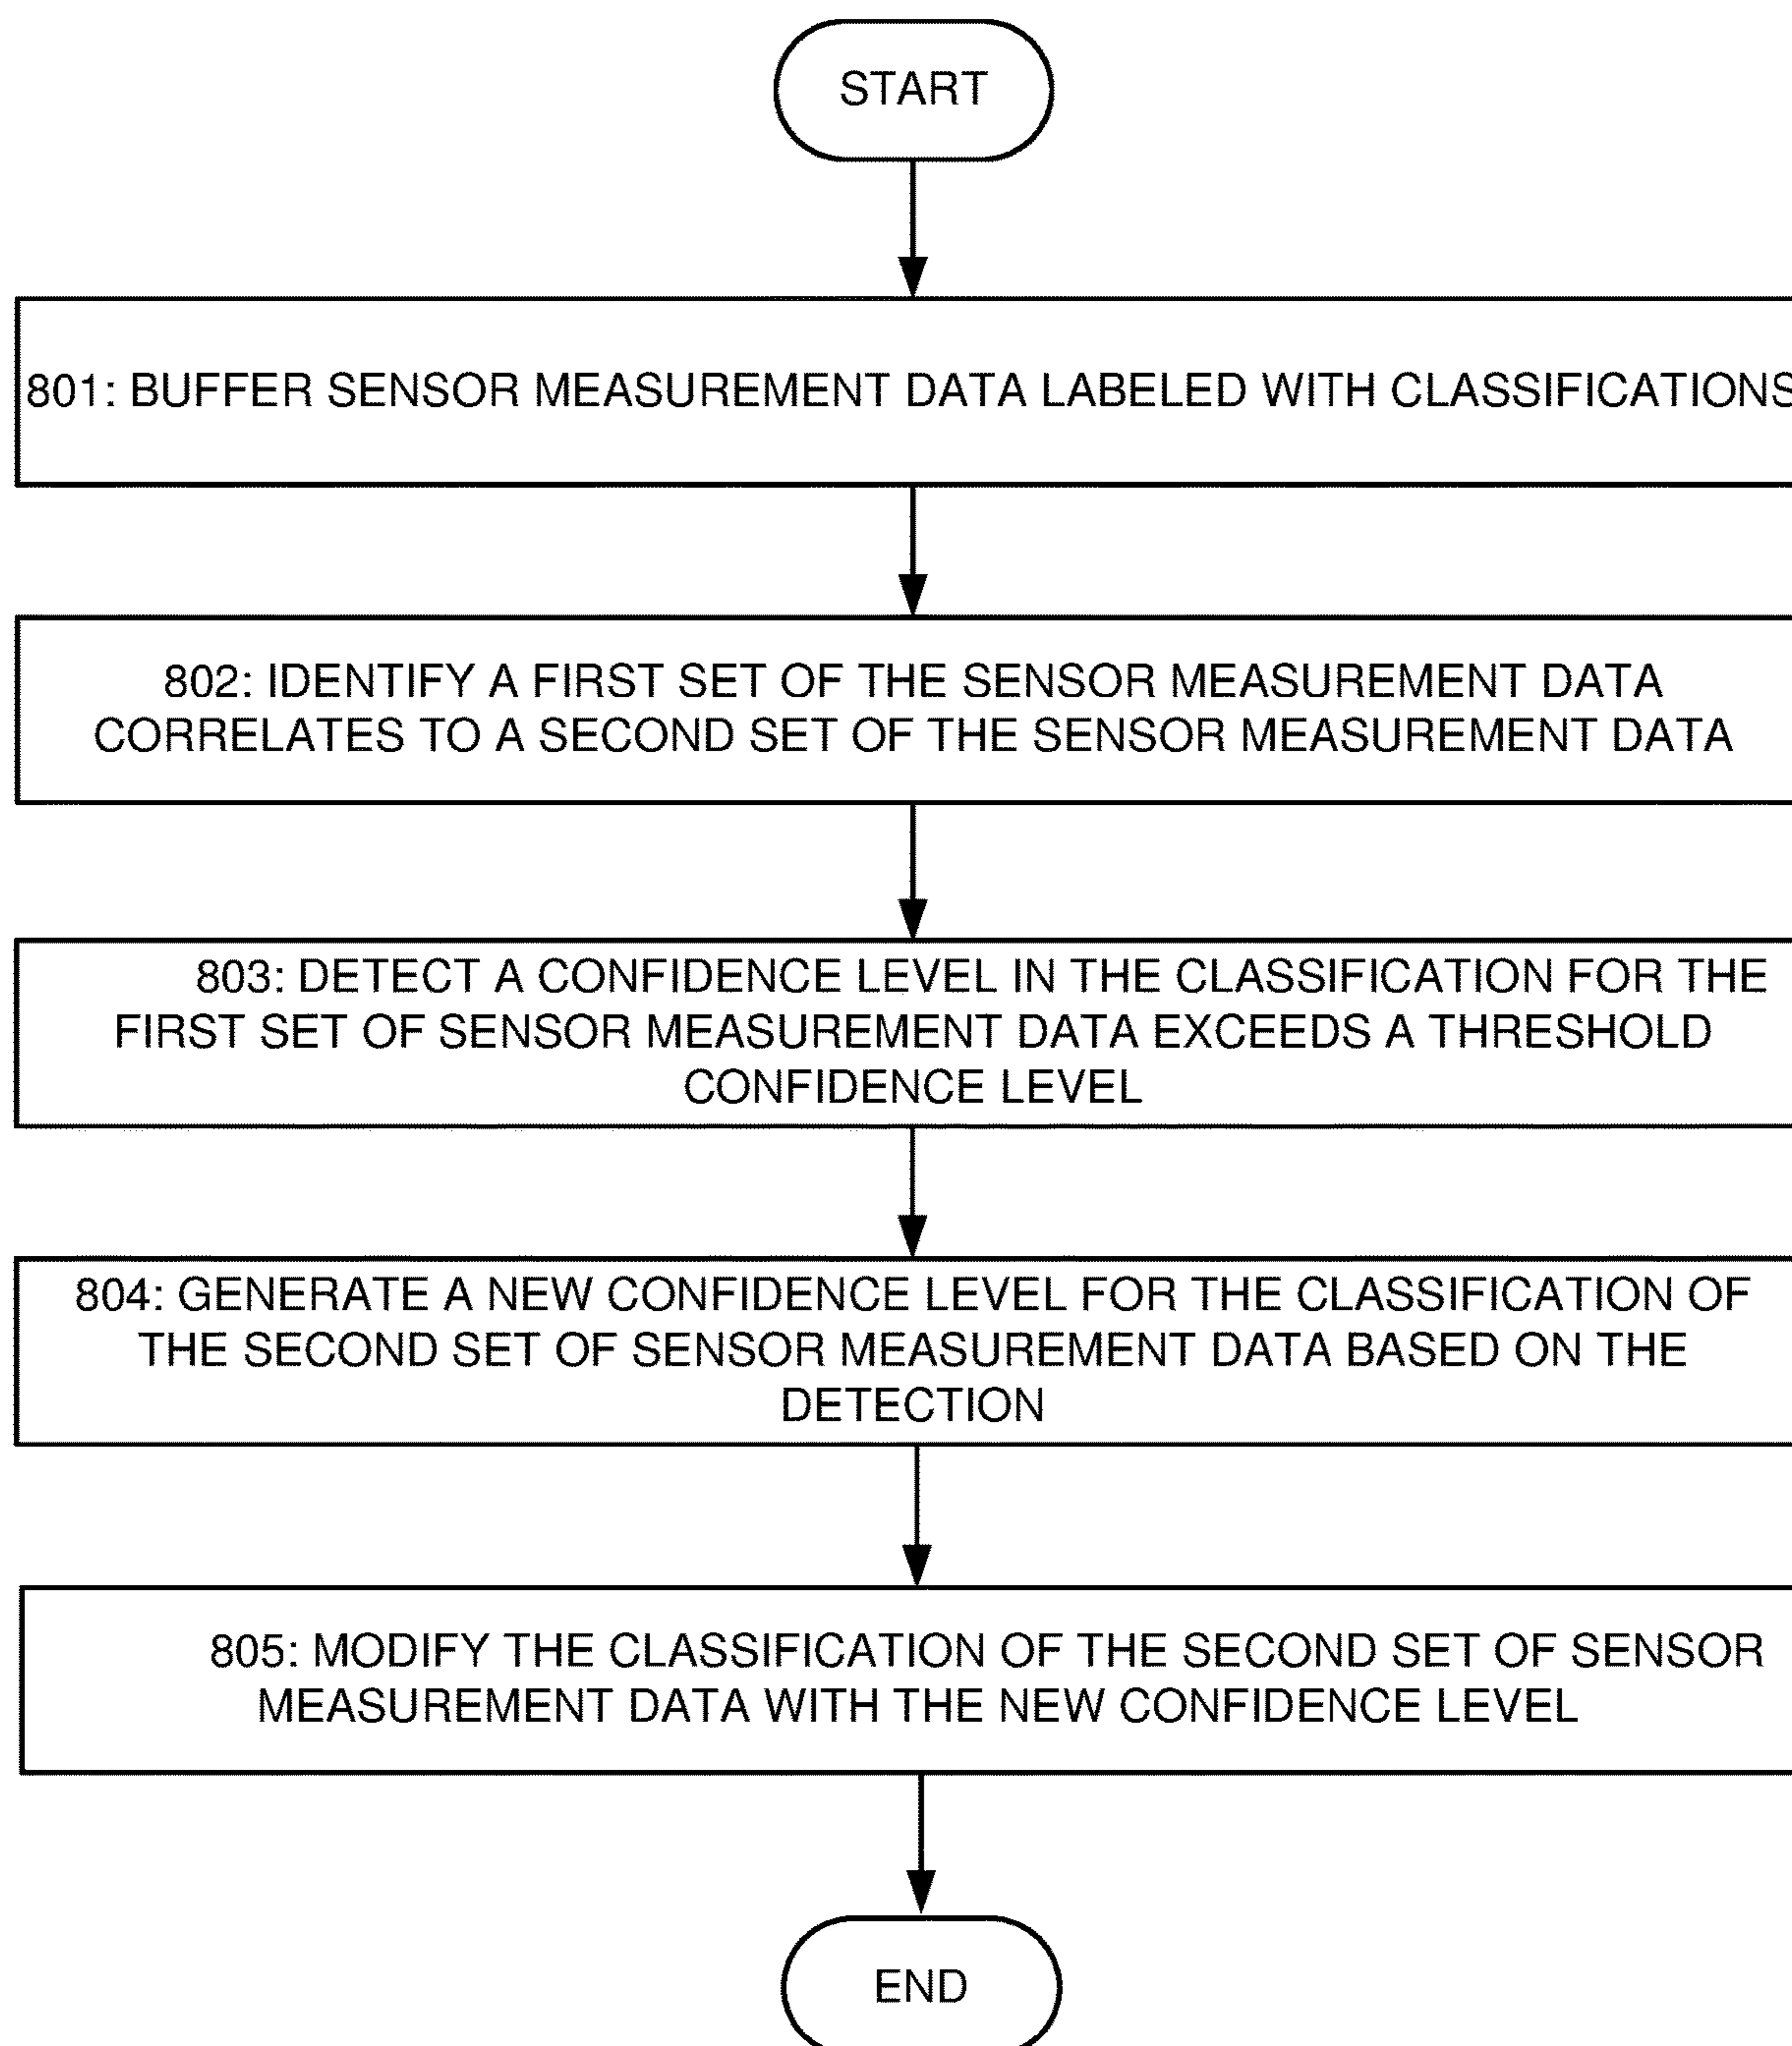 START
801: BUFFER SENSOR MEASUREMENT DATA LABELED WITH CLASSIFICATIONS
802: IDENTIFY A FIRST SET OF THE SENSOR MEASUREMENT DATA
CORRELATES TO A SECOND SET OF THE SENSOR MEASUREMENT DATA
803: DETECT A CONFIDENCE LEVEL IN THE CLASSIFICATION FOR THE
FIRST SET OF SENSOR MEASUREMENT DATA EXCEEDS A THRESHOLD
CONFIDENCE LEVEL
804: GENERATE A NEW CONFIDENCE LEVEL FOR THE CLASSIFICATION OF
THE SECOND SET OF SENSOR MEASUREMENT DATA BASED ON THE
DETECTION
805: MODIFY THE CLASSIFICATION OF THE SECOND SET OF SENSOR
MEASUREMENT DATA WITH THE NEW CONFIDENCE LEVEL
END